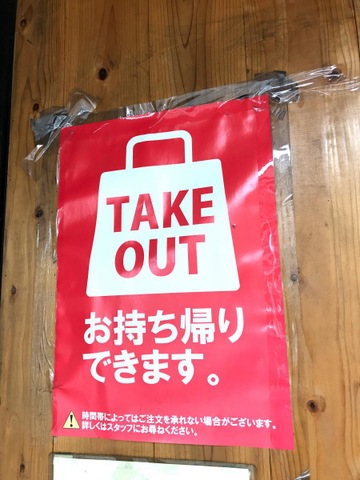 TAKE
OUT
お持ち帰り
できます。
時間帯によってはご注文を承れない場合がございます。
詳しくはスタッフにお尋ねください。